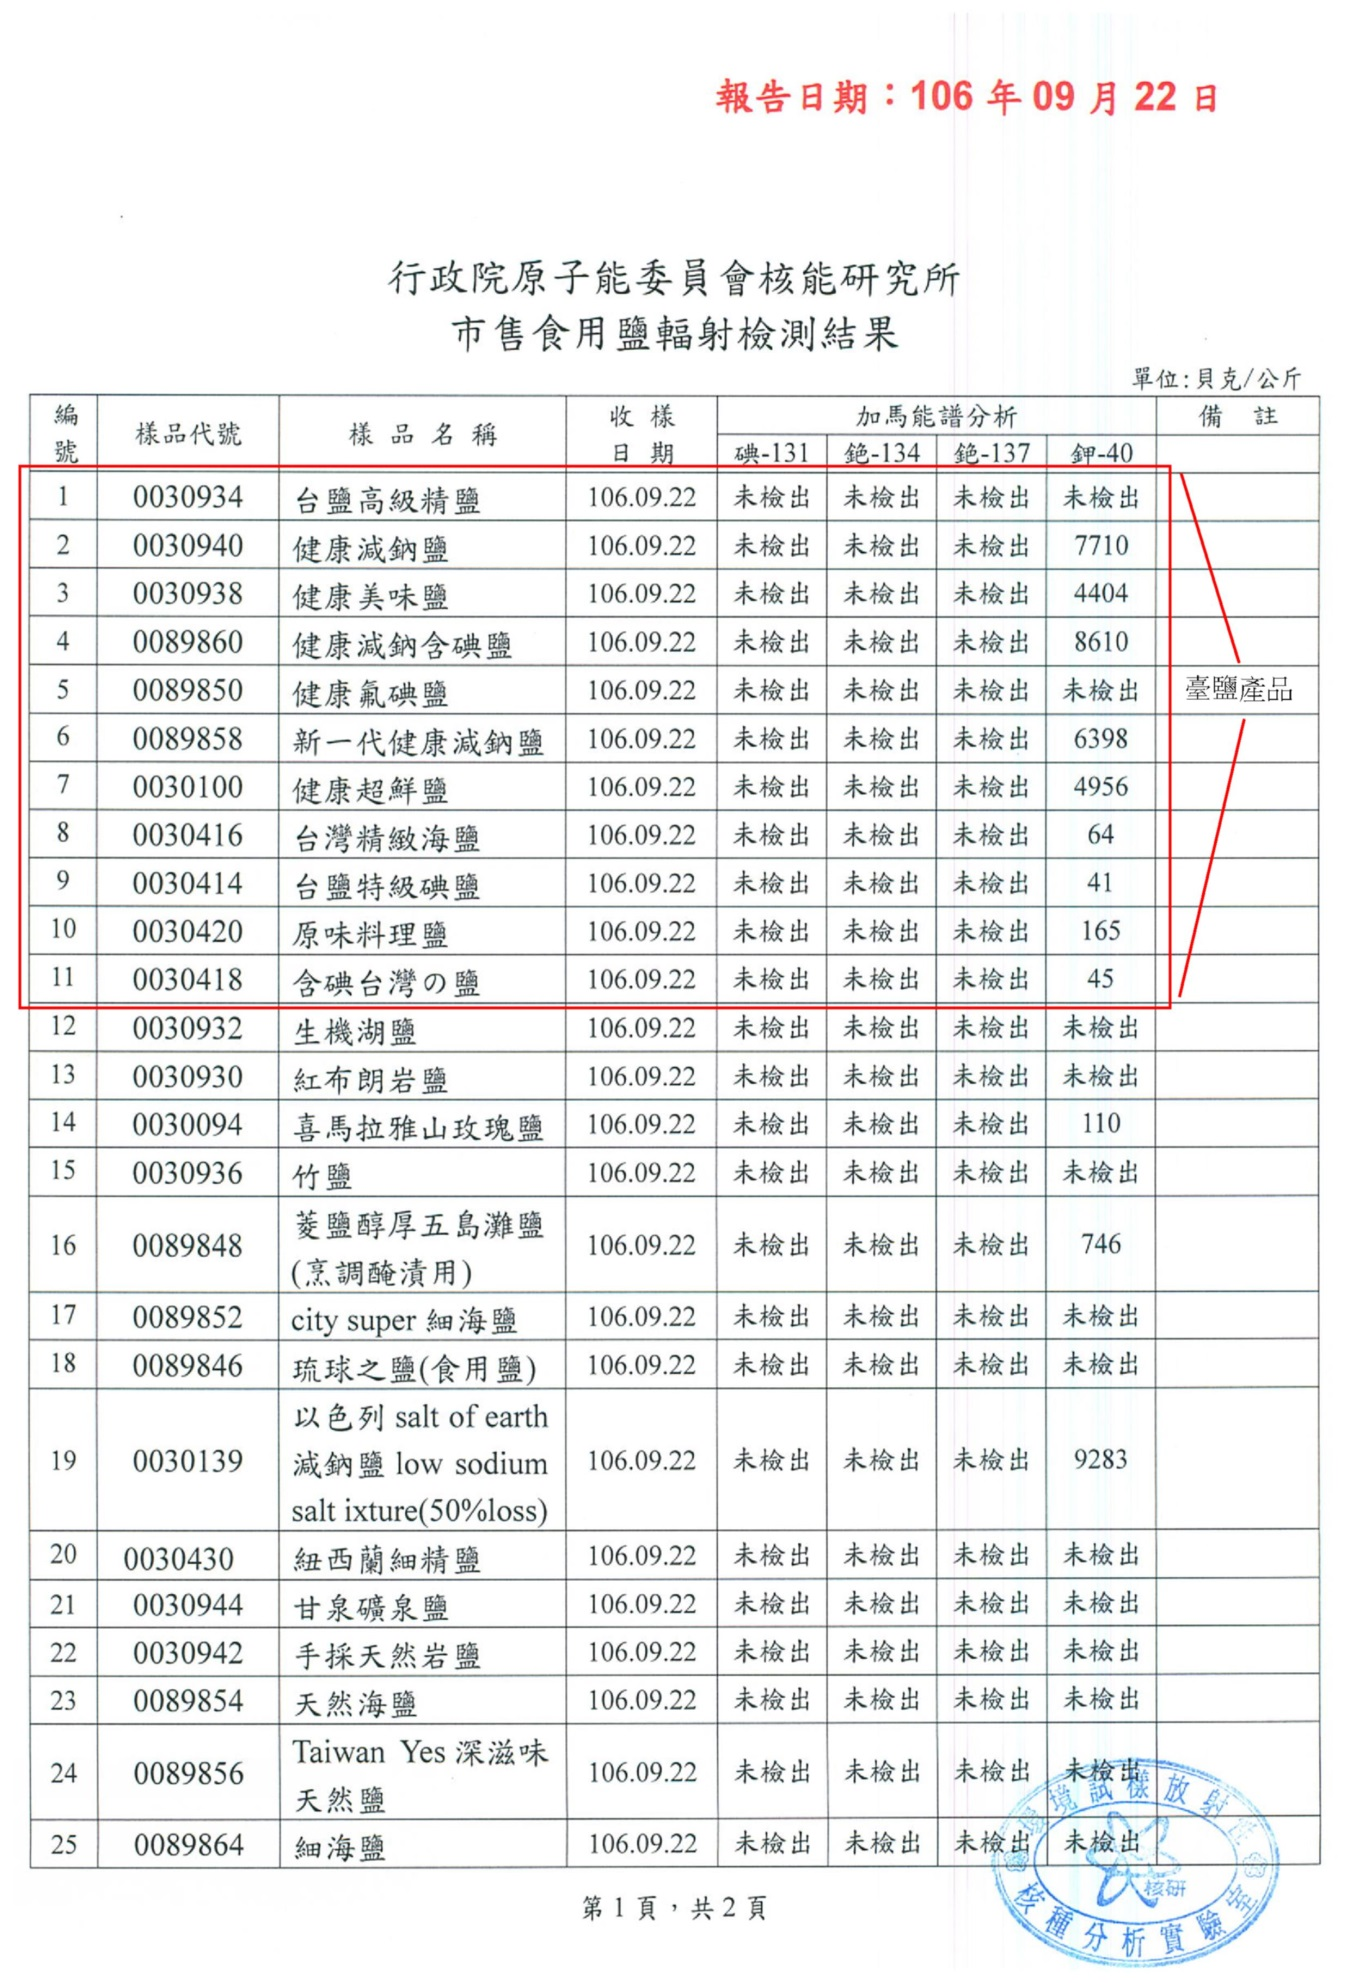 報告日期：106 年 09 月 22 日
行政院原子能委員會核能研究所
市售食用鹽輻射檢測結果
單位:貝克/公斤
編號 樣品代號 樣品名稱 收樣日期 加馬能譜分析 備註
碘-131 銫-134 銫-137 鉀-40
1 0030934 台鹽高級精鹽 106.09.22 未檢出 未檢出 未檢出 未檢出
2 0030940 健康減鈉鹽 106.09.22 未檢出 未檢出 未檢出 7710
3 0030938 健康美味鹽 106.09.22 未檢出 未檢出 未檢出 4404
4 0089860 健康減鈉含碘鹽 106.09.22 未檢出 未檢出 未檢出 8610
5 0089850 健康氟碘鹽 106.09.22 未檢出 未檢出 未檢出 未檢出
臺鹽產品
6 0089858 新一代健康減鈉鹽 106.09.22 未檢出 未檢出 未檢出 6398
7 0030100 健康超鮮鹽 106.09.22 未檢出 未檢出 未檢出 4956
8 0030416 台灣精緻海鹽 106.09.22 未檢出 未檢出 未檢出 64
9 0030414 台鹽特級碘鹽 106.09.22 未檢出 未檢出 未檢出 41
10 0030420 原味料理鹽 106.09.22 未檢出 未檢出 未檢出 165
11 0030418 含碘台灣の鹽 106.09.22 未檢出 未檢出 未檢出 45
12 0030932 生機湖鹽 106.09.22 未檢出 未檢出 未檢出 未檢出
13 0030930 紅布朗岩鹽 106.09.22 未檢出 未檢出 未檢出 未檢出
14 0030094 喜馬拉雅山玫瑰鹽 106.09.22 未檢出 未檢出 未檢出 110
15 0030936 竹鹽 106.09.22 未檢出 未檢出 未檢出 未檢出
16 0089848 菱鹽醇厚五島灘鹽
(烹調醃漬用) 106.09.22 未檢出 未檢出 未檢出 746
17 0089852 city super 細海鹽 106.09.22 未檢出 未檢出 未檢出 未檢出
18 0089846 琉球之鹽(食用鹽) 106.09.22 未檢出 未檢出 未檢出 未檢出
19 0030139 以色列 salt of earth
減鈉鹽 low sodium
salt ixture(50%loss) 106.09.22 未檢出 未檢出 未檢出 9283
20 0030430 紐西蘭細精鹽 106.09.22 未檢出 未檢出 未檢出 未檢出
21 0030944 甘泉礦泉鹽 106.09.22 未檢出 未檢出 未檢出 未檢出
22 0030942 手採天然岩鹽 106.09.22 未檢出 未檢出 未檢出 未檢出
23 0089854 天然海鹽 106.09.22 未檢出 未檢出 未檢出 未檢出
24 0089856 Taiwan Yes 深滋味
天然鹽 106.09.22 未檢出 未檢出 未檢出 未檢出
25 0089864 細海鹽 106.09.22 未檢出 未檢出 未檢出 未檢出
環境試樣放射性
核研
核種分析實驗室
第 1 頁，共 2 頁